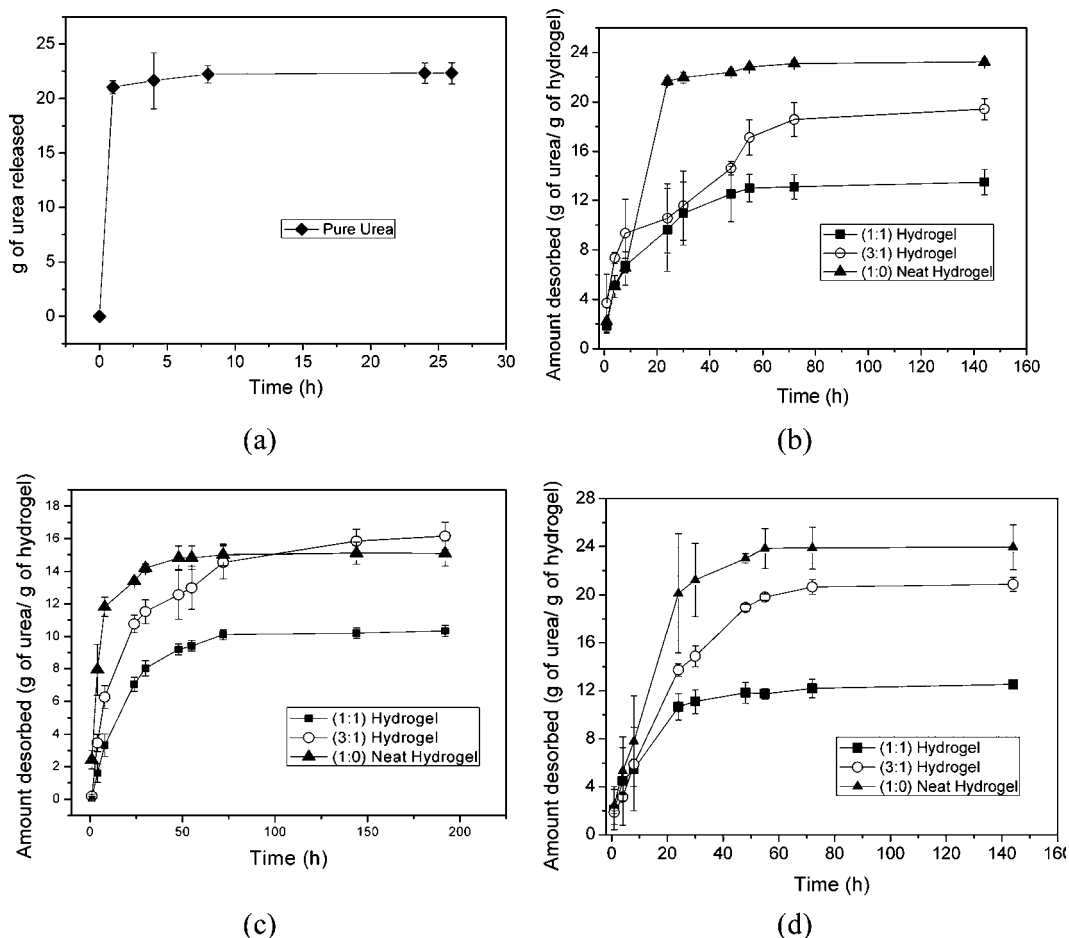 g of urea released
25
20
15
10
5
0
Pure Urea
0 5 10 15 20 25 30
Time (h)
(a)
Amount desorbed (g of urea/ g of hydrogel)
24
20
16
12
8
4
0
(1:1) Hydrogel
(3:1) Hydrogel
(1:0) Neat Hydrogel
0 20 40 60 80 100 120 140 160
Time (h)
(b)
Amount desorbed (g of urea/ g of hydrogel)
18
16
14
12
10
8
6
4
2
0
(1:1) Hydrogel
(3:1) Hydrogel
(1:0) Neat Hydrogel
0 50 100 150 200
Time (h)
(c)
Amount desorbed (g of urea/ g of hydrogel)
28
24
20
16
12
8
4
0
(1:1) Hydrogel
(3:1) Hydrogel
(1:0) Neat Hydrogel
0 20 40 60 80 100 120 140 160
Time (h)
(d)